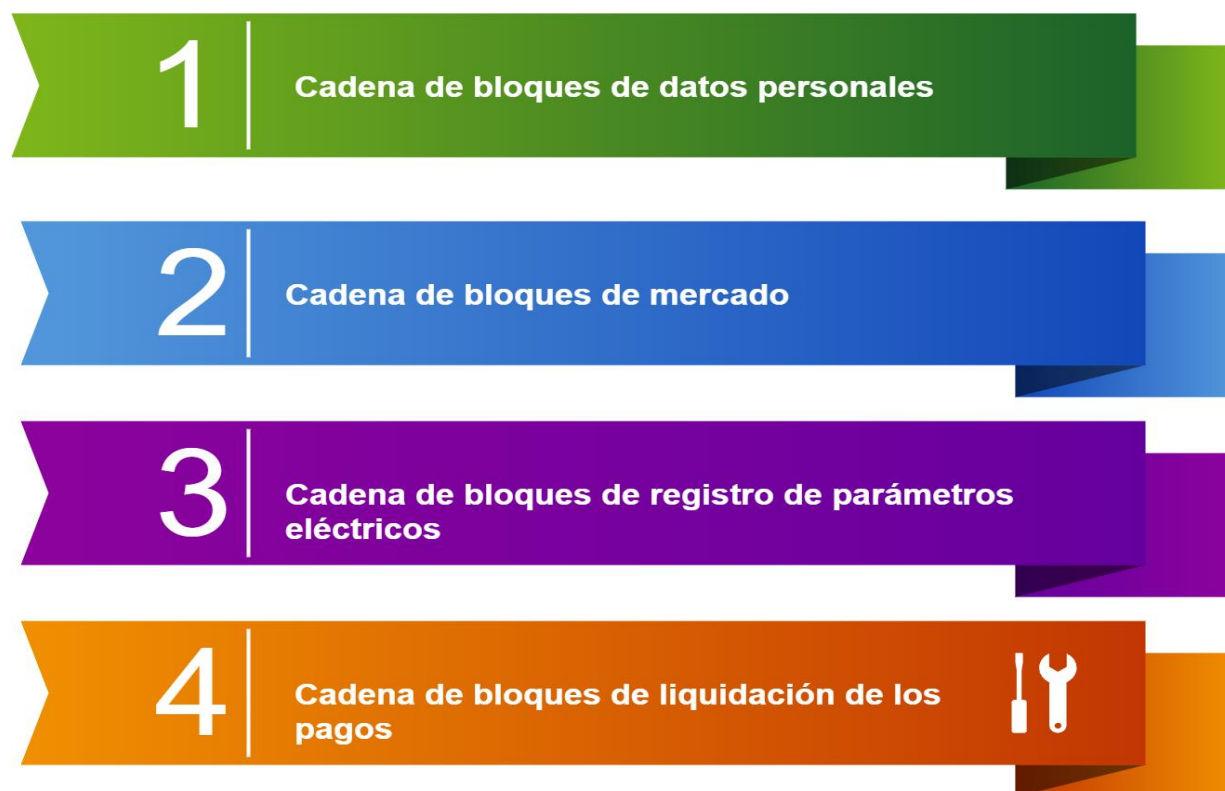 1
Cadena de bloques de datos personales
2
Cadena de bloques de mercado
3
Cadena de bloques de registro de parámetros
eléctricos
4
Cadena de bloques de liquidación de los
pagos